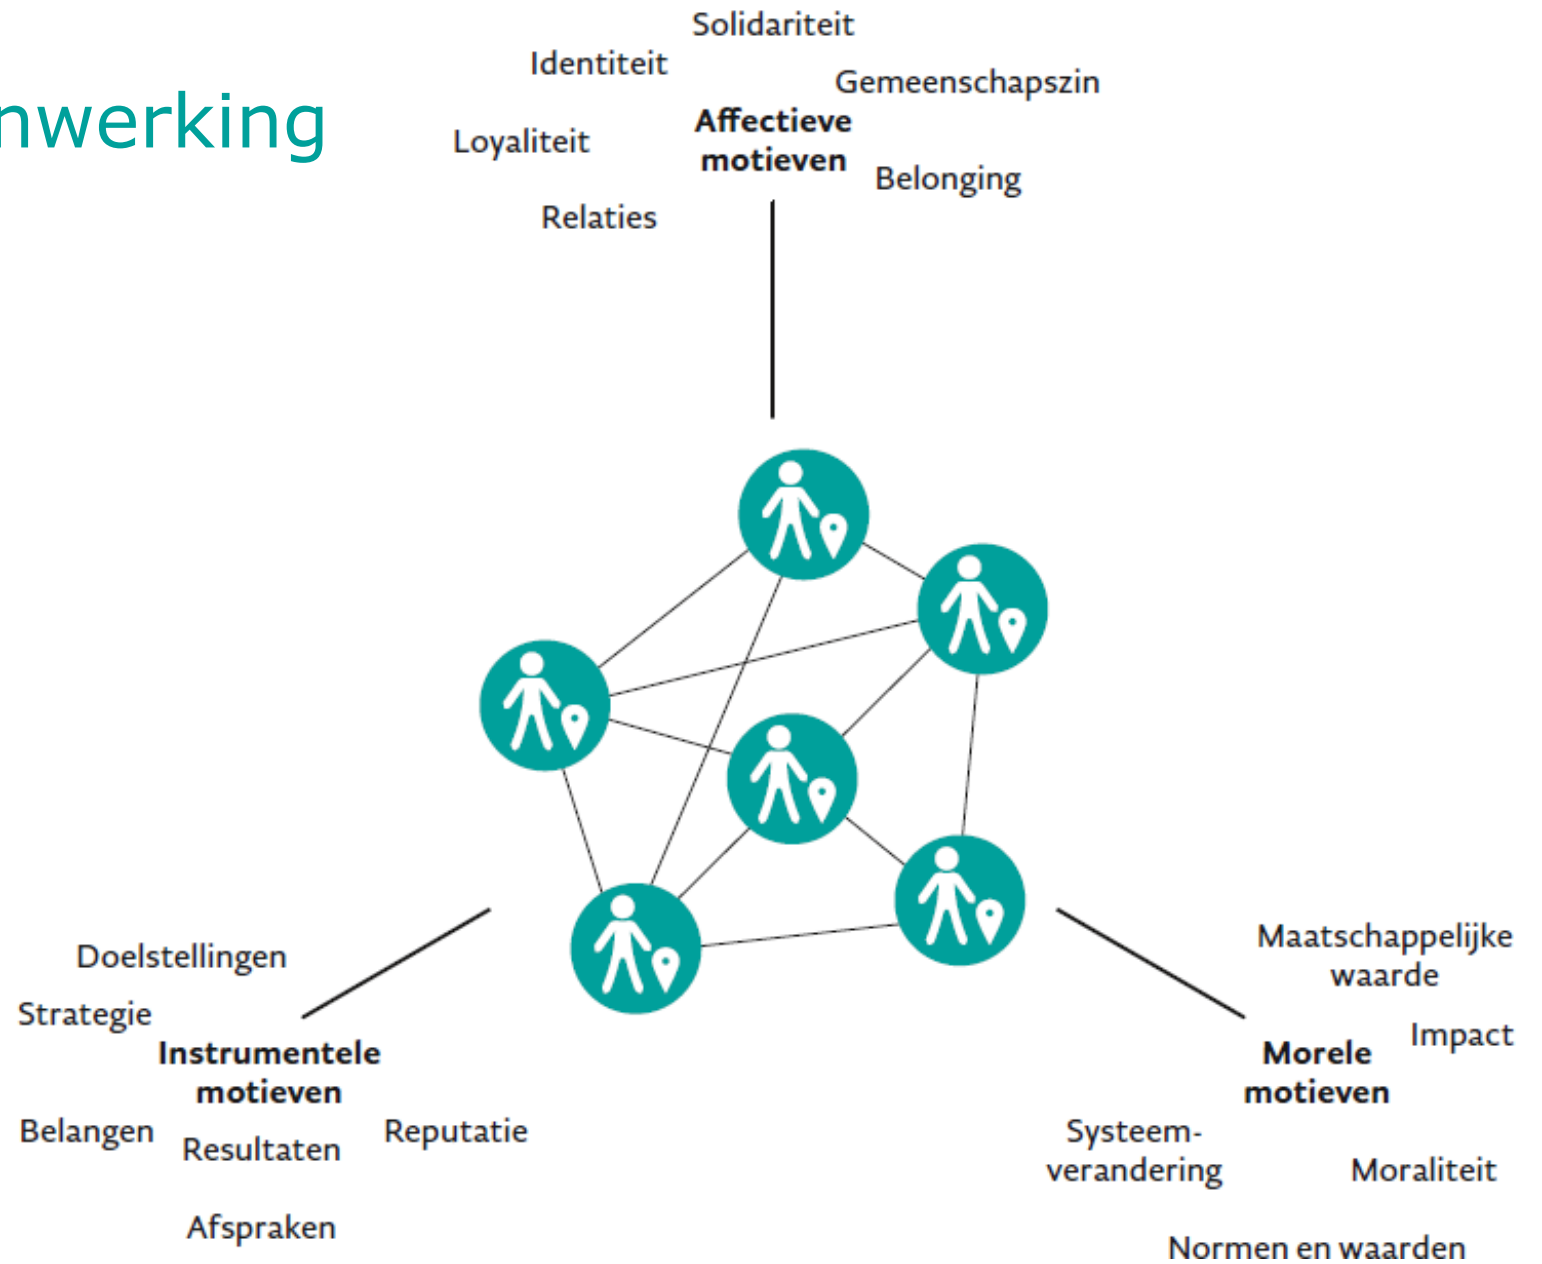 nwerking
Solidariteit
Identiteit
Gemeenschapszin
Affectieve
motieven
Loyaliteit
Belonging
Relaties
Doelstellingen
Strategie
Instrumentele
motieven
Belangen
Resultaten
Reputatie
Afspraken
Maatschappelijke
waarde
Impact
Morele
motieven
Systeem-
verandering
Moraliteit
Normen en waarden